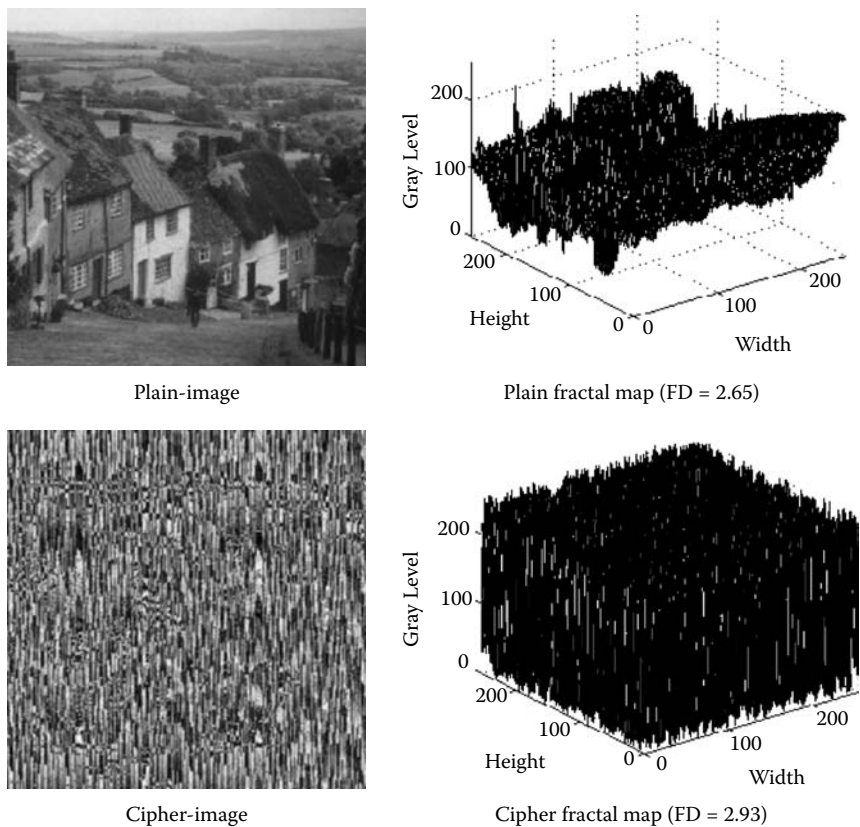 200
100
0
Gray Level
200
100
0
Height
0
100
200
Width
Plain-image
Plain fractal map (FD = 2.65)
200
100
0
Gray Level
200
100
0
Height
0
100
200
Width
Cipher-image
Cipher fractal map (FD = 2.93)